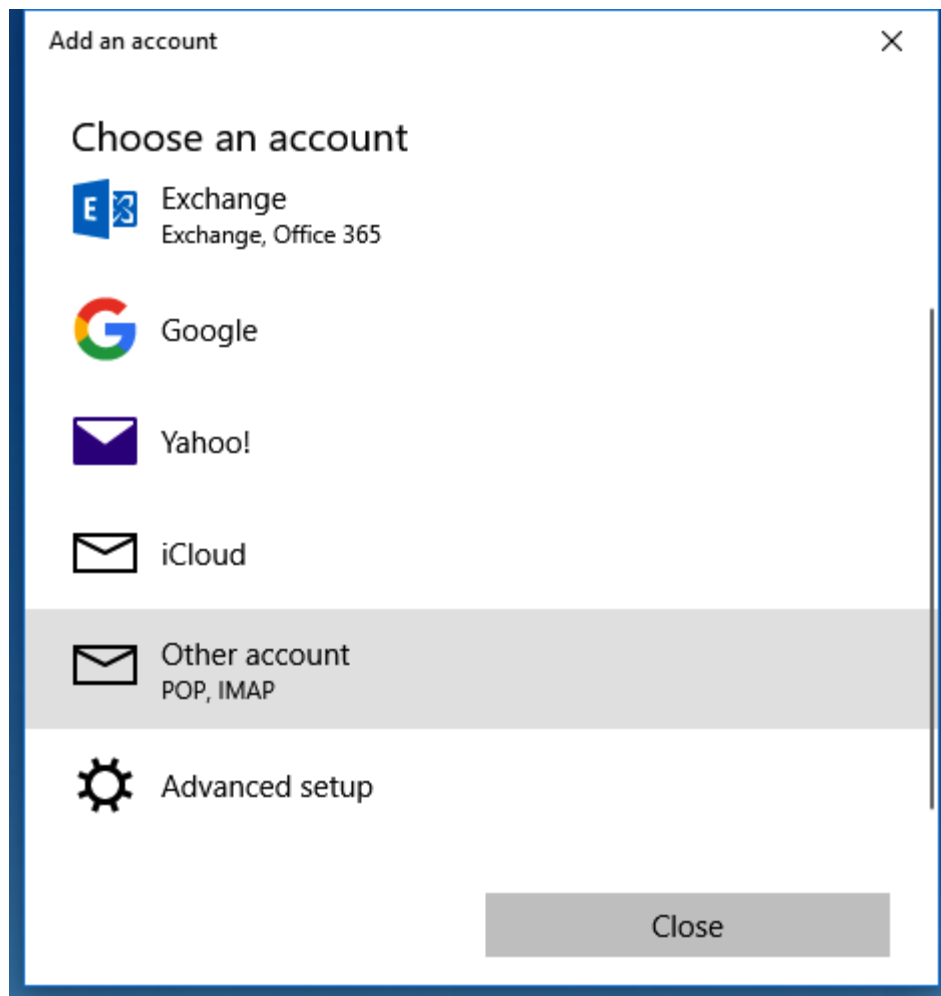 Add an account
Choose an account
E
Exchange
Exchange, Office 365
Google
Yahoo!
iCloud
Other account
POP, IMAP
Advanced setup
Close